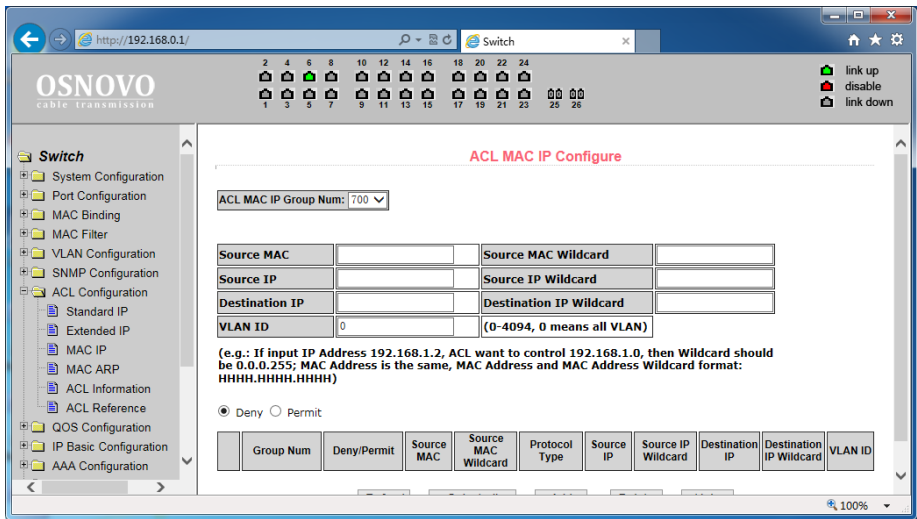 http://192.168.0.1/
Switch
OSNOVO
cable transmission
2 4 6 8 10 12 14 16 18 20 22 24
1 3 5 7 9 11 13 15 17 19 21 23 25 26
link up
disable
link down
Switch
System Configuration
Port Configuration
MAC Binding
MAC Filter
VLAN Configuration
SNMP Configuration
ACL Configuration
Standard IP
Extended IP
MAC IP
MAC ARP
ACL Information
ACL Reference
QOS Configuration
IP Basic Configuration
AAA Configuration
ACL MAC IP Configure
ACL MAC IP Group Num: 700
Source MAC Source MAC Wildcard
Source IP Source IP Wildcard
Destination IP Destination IP Wildcard
VLAN ID 0 (0-4094, 0 means all VLAN)
(e.g.: If input IP Address 192.168.1.2, ACL want to control 192.168.1.0, then Wildcard should
be 0.0.0.255; MAC Address is the same, MAC Address and MAC Address Wildcard format:
HHHH.HHHH.HHHH)
Deny Permit
Group Num Deny/Permit Source MAC Source MAC Wildcard Protocol Type Source IP Source IP Wildcard Destination IP Destination IP Wildcard VLAN ID
100%